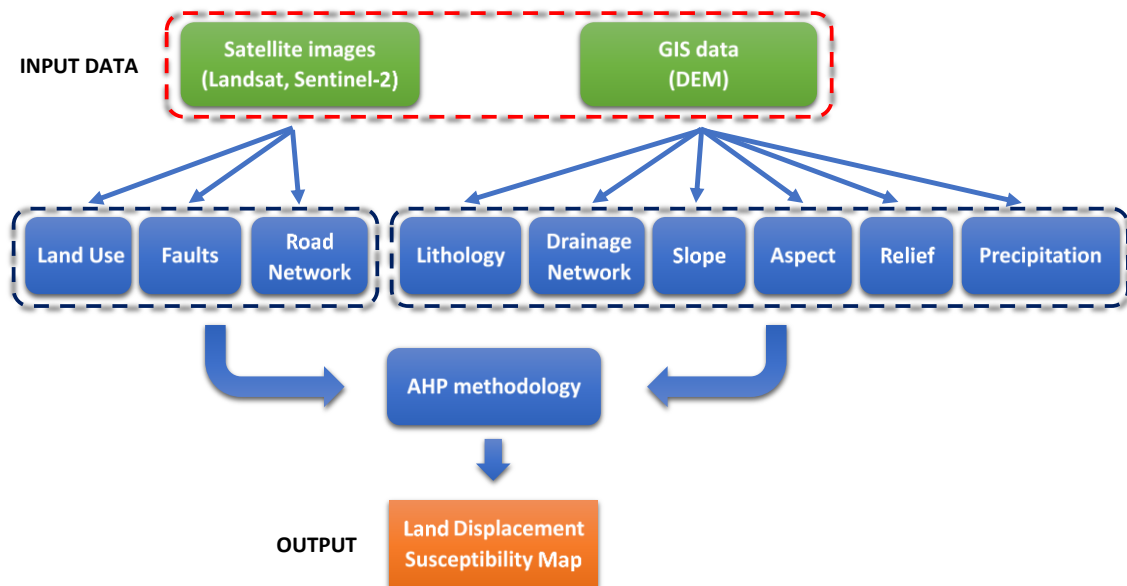 INPUT DATA
Satellite images
(Landsat, Sentinel-2)
GIS data
(DEM)
Land Use
Faults
Road
Network
Lithology
Drainage
Network
Slope
Aspect
Relief
Precipitation
AHP methodology
OUTPUT
Land Displacement
Susceptibility Map